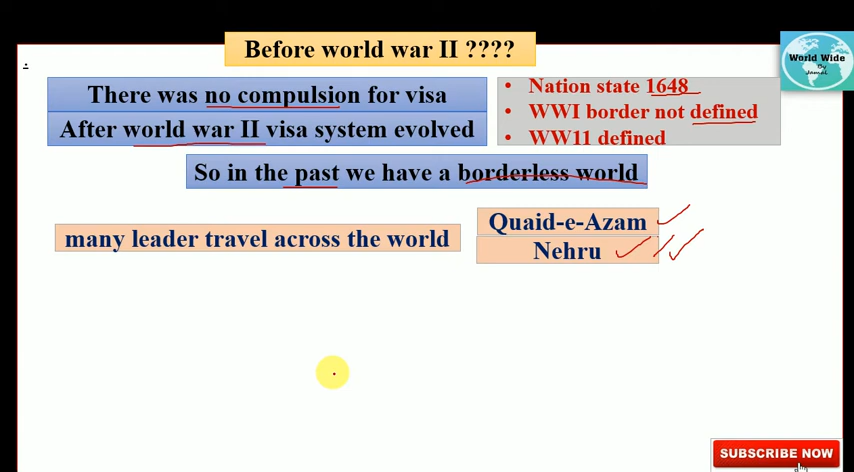 Before world war II ????
.
There was no compulsion for visa
After world war II visa system evolved
• Nation state 1648
• WWI border not defined
• WW11 defined
So in the past we have a borderless world
many leader travel across the world
Quaid-e-Azam
Nehru
World Wide
By
Jamal
SUBSCRIBE NOW